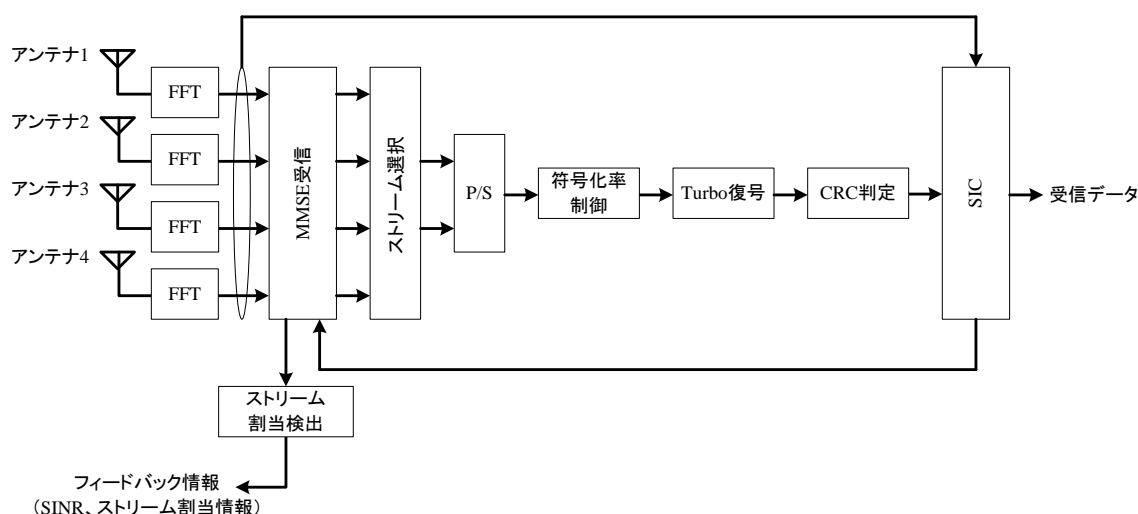 アンテナ1
FFT
アンテナ2
FFT
アンテナ3
FFT
アンテナ4
FFT
MMSE受信
ストリーム選択
P/S
符号化率
制御
Turbo復号
CRC判定
SIC
受信データ
ストリーム
割当検出
フィードバック情報
(SINR、ストリーム割当情報)